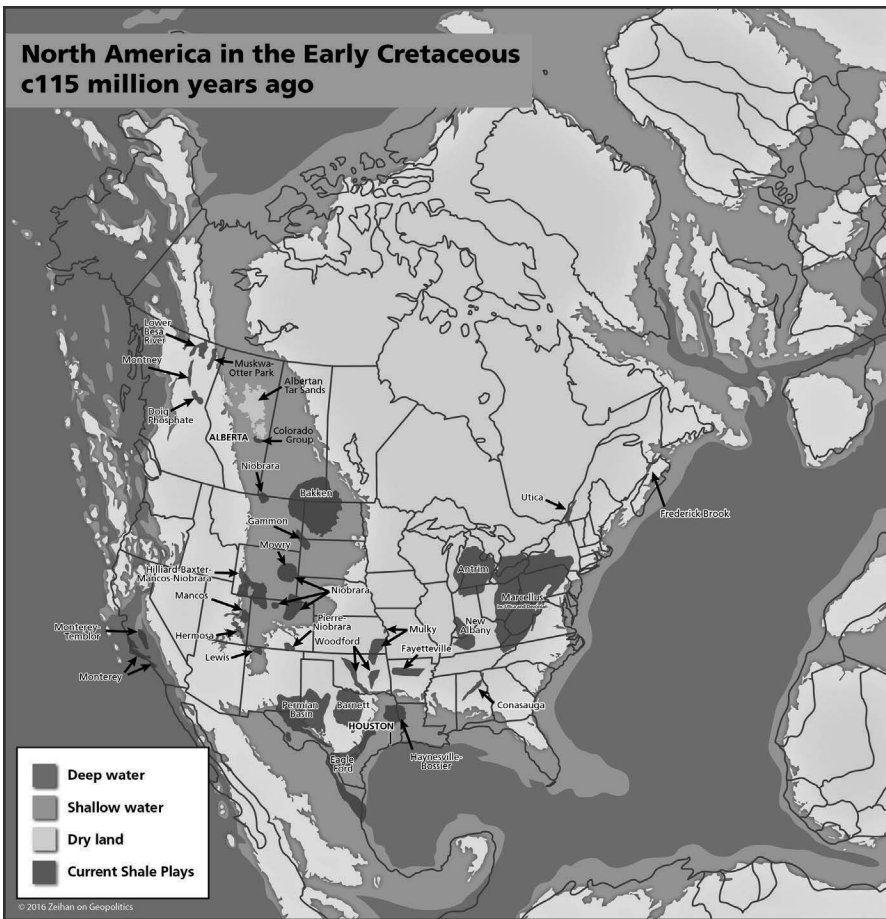 North America in the Early Cretaceous
c115 million years ago
Lower
Besa
River
Montney
Muskwa-
Otter Park
Albertan
Tar Sands
Doig
Phosphate
ALBERTA
Colorado
Group
Niobrara
Bakken
Utica
Frederick Brook
Gammon
Mowry
Antrim
Hilliard-Baxter-
Mancos-Niobrara
Niobrara
Mancos
Marcellus
Pierre-
Niobrara
New
Albany
Monterey-
Temblor
Hermosa
Woodford
Mulky
Fayetteville
Lewis
Monterey
Conasauga
Permian
Basin
Barnett
HOUSTON
Eagle
Ford
Haynesville-
Bossier
Deep water
Shallow water
Dry land
Current Shale Plays
© 2016 Zeihan on Geopolitics